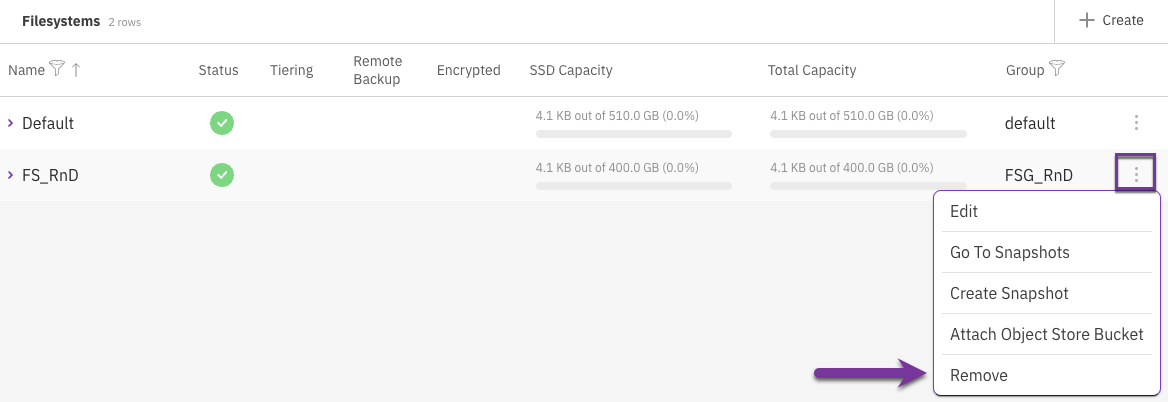 Filesystems 2 rows
Create
Name Status Tiering Remote Backup Encrypted SSD Capacity Total Capacity Group
Default 4.1 KB out of 510.0 GB (0.0%) 4.1 KB out of 510.0 GB (0.0%) default
FS_RnD 4.1 KB out of 400.0 GB (0.0%) 4.1 KB out of 400.0 GB (0.0%) FSG_RnD
Edit
Go To Snapshots
Create Snapshot
Attach Object Store Bucket
Remove